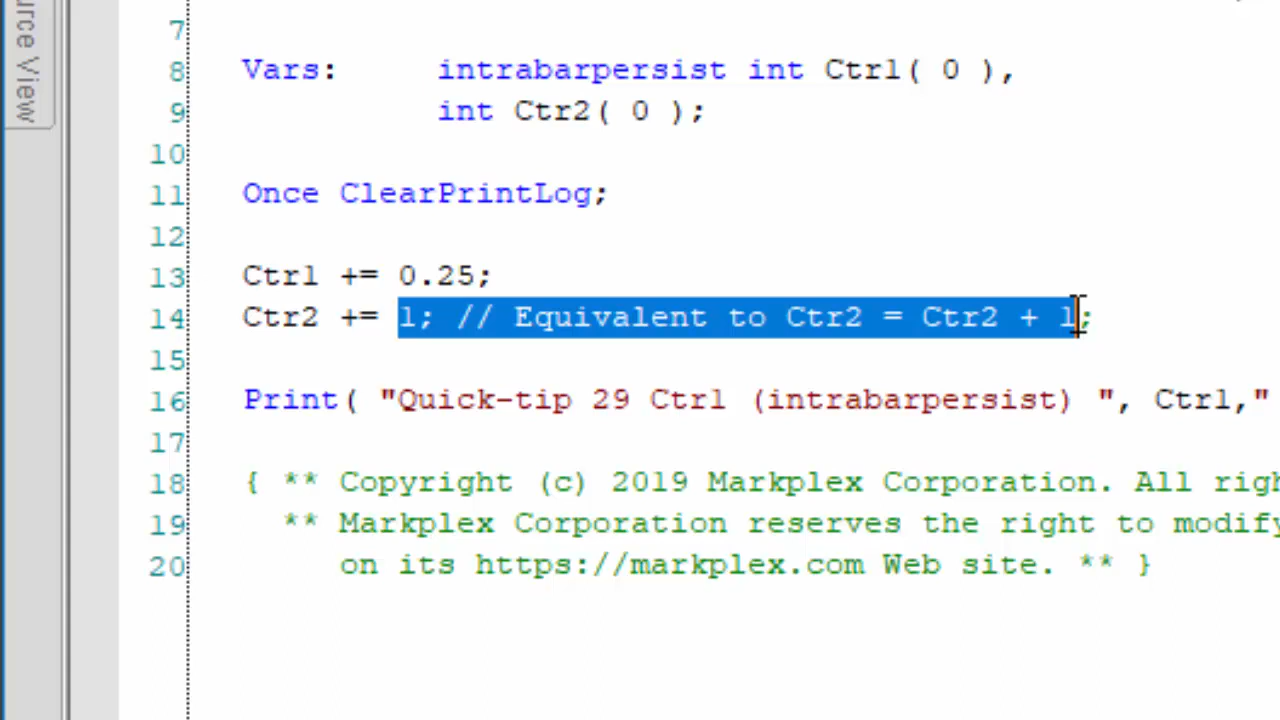 urce View
7
8 Vars: intrabarpersist int Ctr1( 0 ),
9 int Ctr2( 0 );
10
11 Once ClearPrintLog;
12
13 Ctr1 += 0.25;
14 Ctr2 += 1; // Equivalent to Ctr2 = Ctr2 + 1;
15
16 Print( "Quick-tip 29 Ctr1 (intrabarpersist) ", Ctr1,"
17
18 { ** Copyright (c) 2019 Markplex Corporation. All righ
19 ** Markplex Corporation reserves the right to modify
20 on its https://markplex.com Web site. ** }